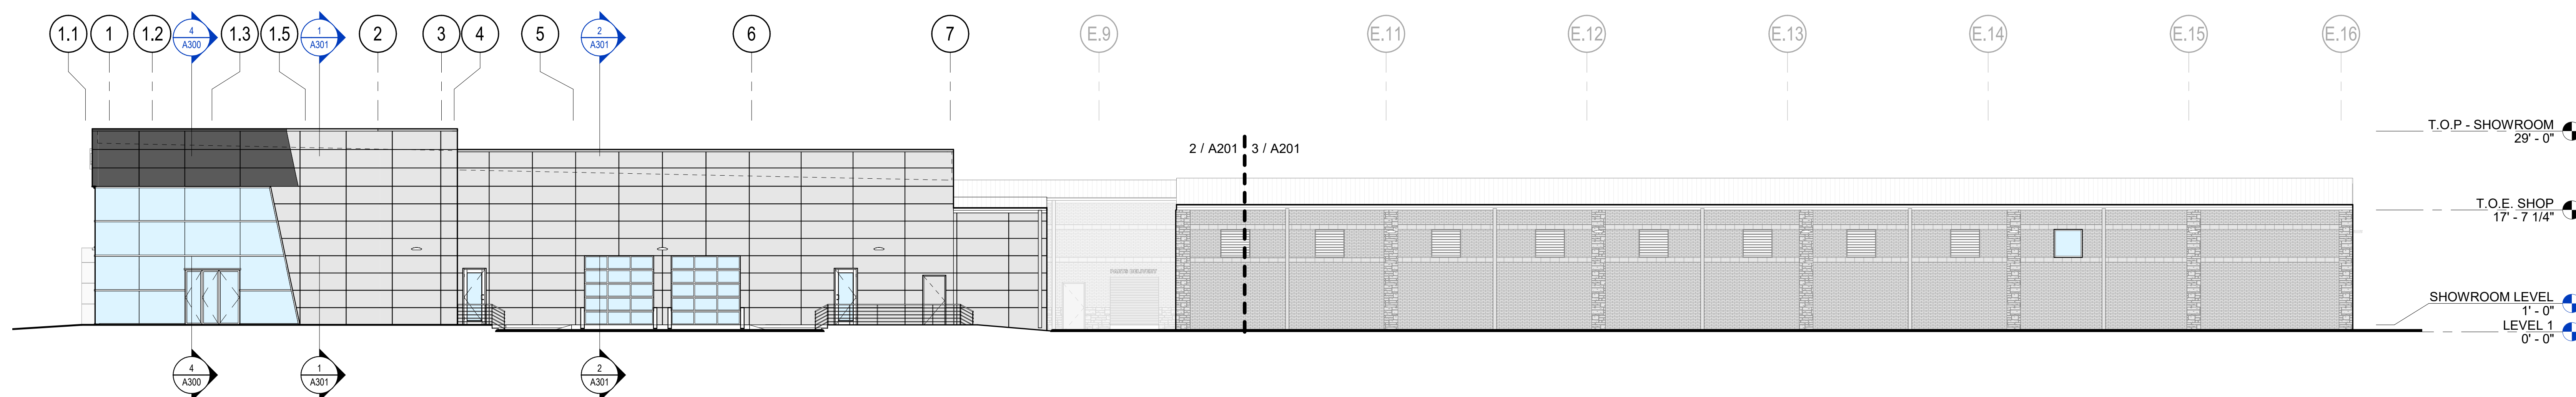 1.1
1
1.2
4
A300
1.3
1.5
1
A301
2
3
4
5
2
A301
6
7
E.9
E.11
E.12
E.13
E.14
E.15
E.16
T.O.P - SHOWROOM
29' - 0"
2 / A201
3 / A201
T.O.E. SHOP
17' - 7 1/4"
PARTS DELIVERY
SHOWROOM LEVEL
1' - 0"
LEVEL 1
0' - 0"
4
A300
1
A301
2
A301